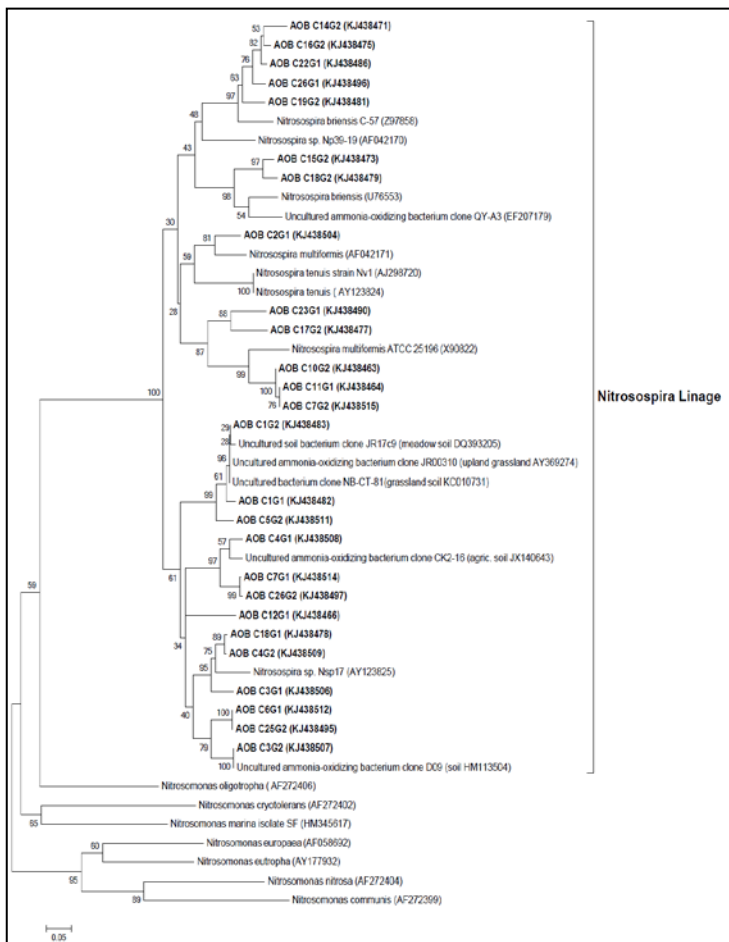 AOB C14G2 (KJ438471)
53
AOB C16G2 (KJ438475)
82
AOB C22G1 (KJ438486)
76
AOB C26G1 (KJ438496)
63
AOB C19G2 (KJ438481)
97
Nitrosospira briensis C-57 (Z97858)
48
Nitrosospira sp. Np39-19 (AF042170)
43
AOB C15G2 (KJ438473)
97
AOB C18G2 (KJ438479)
98
Nitrosospira briensis (U76553)
54
Uncultured ammonia-oxidizing bacterium clone QY-A3 (EF207179)
30
AOB C2G1 (KJ438504)
81
Nitrosospira multiformis (AF042171)
59
Nitrosospira tenuis strain Nv1 (AJ298720)
100
Nitrosospira tenuis ( AY123824)
28
AOB C23G1 (KJ438490)
88
AOB C17G2 (KJ438477)
87
Nitrosospira multiformis ATCC 25196 (X90822)
99
AOB C10G2 (KJ438463)
100
AOB C11G1 (KJ438464)
76
AOB C7G2 (KJ438515)
100
Nitrosospira Linage
AOB C1G2 (KJ438483)
29
28
Uncultured soil bacterium clone JR17c9 (meadow soil DQ393205)
96
Uncultured ammonia-oxidizing bacterium clone JR00310 (upland grassland AY369274)
61
Uncultured bacterium clone NB-CT-81(grassland soil KC010731)
99
AOB C1G1 (KJ438482)
AOB C5G2 (KJ438511)
AOB C4G1 (KJ438508)
57
Uncultured ammonia-oxidizing bacterium clone CK2-16 (agric. soil JX140643)
97
AOB C7G1 (KJ438514)
99
AOB C26G2 (KJ438497)
61
AOB C12G1 (KJ438466)
34
AOB C18G1 (KJ438478)
89
AOB C4G2 (KJ438509)
75
Nitrosospira sp. Nsp17 (AY123825)
95
AOB C3G1 (KJ438506)
40
AOB C6G1 (KJ438512)
100
AOB C25G2 (KJ438495)
79
AOB C3G2 (KJ438507)
100
Uncultured ammonia-oxidizing bacterium clone D09 (soil HM113504)
59
Nitrosomonas oligotropha ( AF272406)
Nitrosomonas cryotolerans (AF272402)
65
Nitrosomonas marina isolate SF (HM345617)
Nitrosomonas europaea (AF058692)
60
Nitrosomonas eutropha (AY177932)
95
Nitrosomonas nitrosa (AF272404)
89
Nitrosomonas communis (AF272399)
0.05